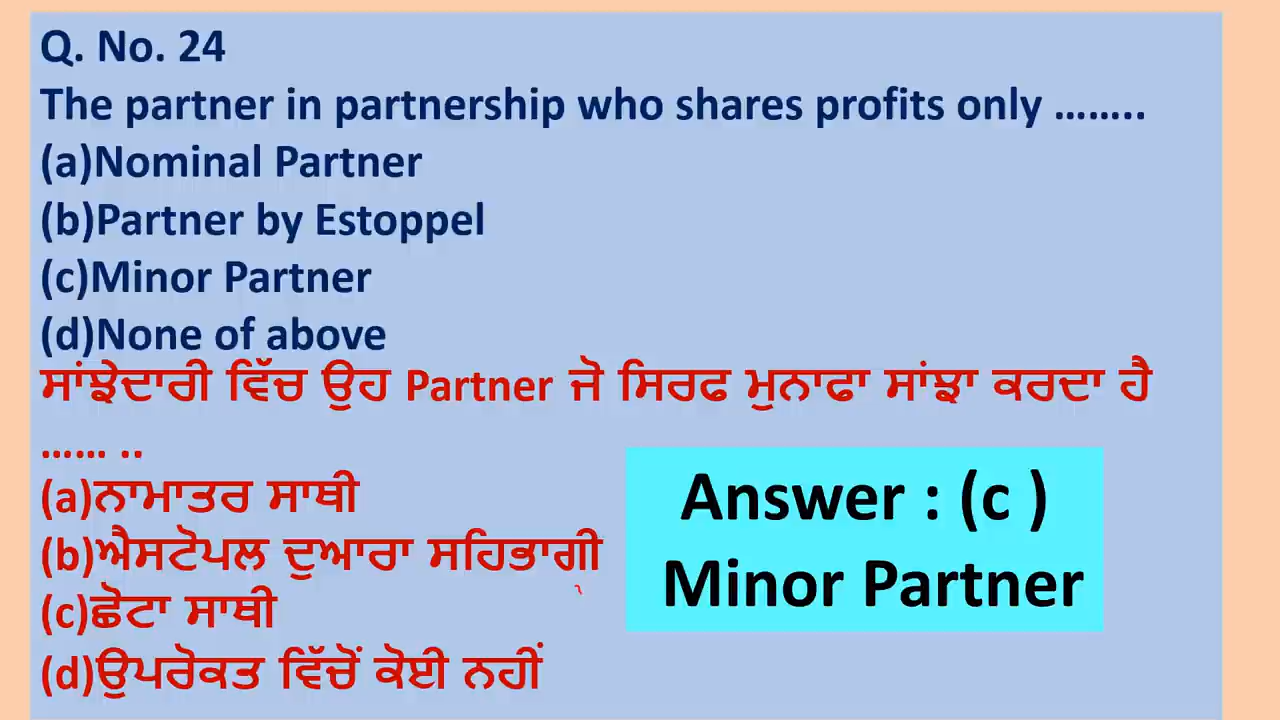 Q. No. 24
The partner in partnership who shares profits only ……..
(a)Nominal Partner
(b)Partner by Estoppel
(c)Minor Partner
(d)None of above
ਸਾਂਝੇਦਾਰੀ ਵਿੱਚ ਉਹ Partner ਜੋ ਸਿਰਫ ਮੁਨਾਫਾ ਸਾਂਝਾ ਕਰਦਾ ਹੈ
…… ..
(a)ਨਾਮਾਤਰ ਸਾਥੀ
(b)ਐਸਟੋਪਲ ਦੁਆਰਾ ਸਹਿਭਾਗੀ
(c)ਛੋਟਾ ਸਾਥੀ
(d)ਉਪਰੋਕਤ ਵਿੱਚੋਂ ਕੋਈ ਨਹੀਂ
Answer : (c )
Minor Partner